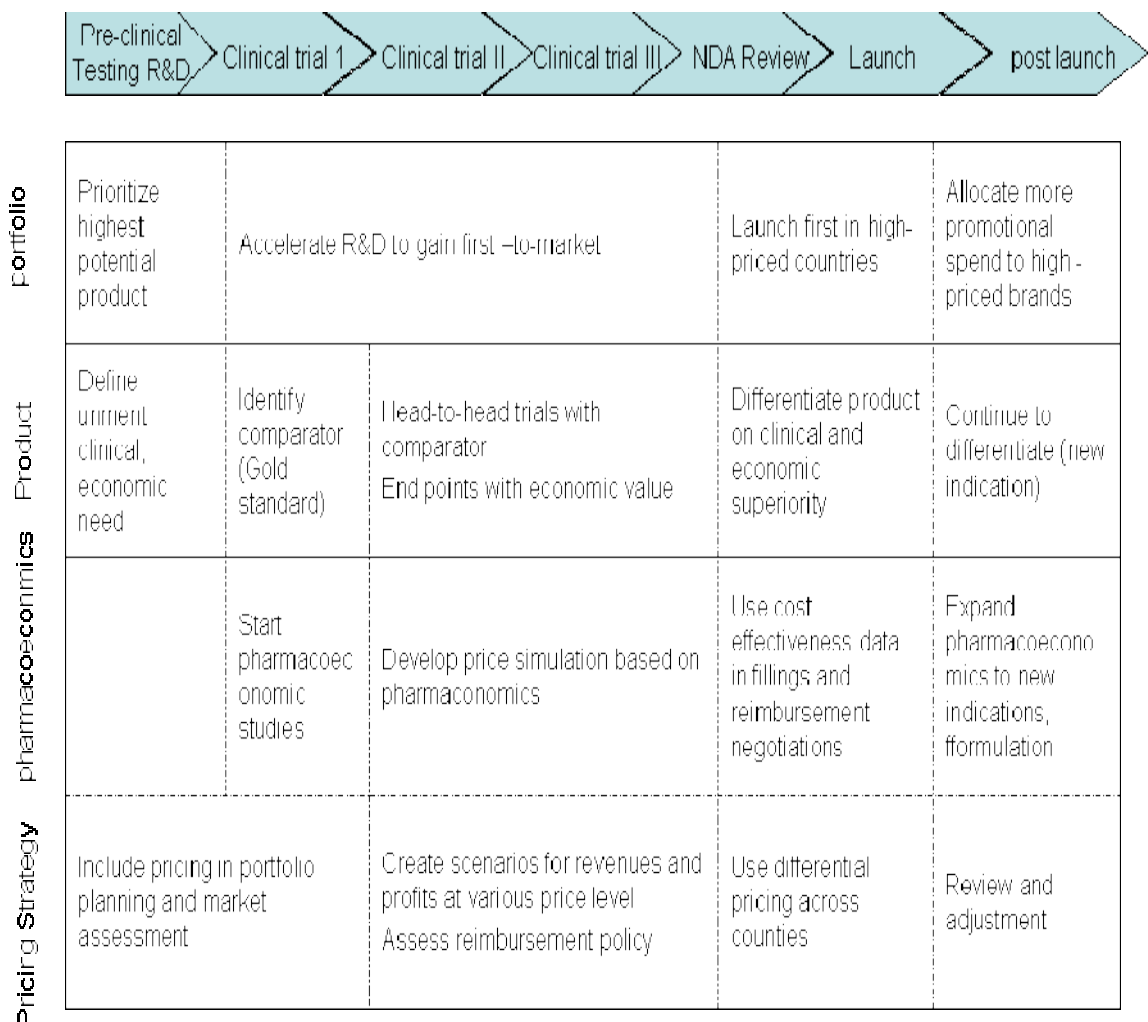 Pre-clinical
Testing R&D
Clinical trial 1
Clinical trial II
Clinical trial III
NDA Review
Launch
post launch
portfolio
Prioritize
highest
potential
product
Accelerate R&D to gain first –to-market
Launch first in high-
priced countries
Allocate more
promotional
spend to high -
priced brands
Product
Define
unment
clinical,
economic
need
Identify
comparator
(Gold
standard)
Head-to-head trials with
comparator
End points with economic value
Differentiate product
on clinical and
economic
superiority
Continue to
differentiate (new
indication)
pharmacoeconmics
Start
pharmacoec
onomic
studies
Develop price simulation based on
pharmaconomics
Use cost
effectiveness data
in fillings and
reimbursement
negotiations
Expand
pharmacoecono
mics to new
indications,
fformulation
Pricing Strategy
Include pricing in portfolio
planning and market
assessment
Create scenarios for revenues and
profits at various price level
Assess reimbursement policy
Use differential
pricing across
counties
Review and
adjustment